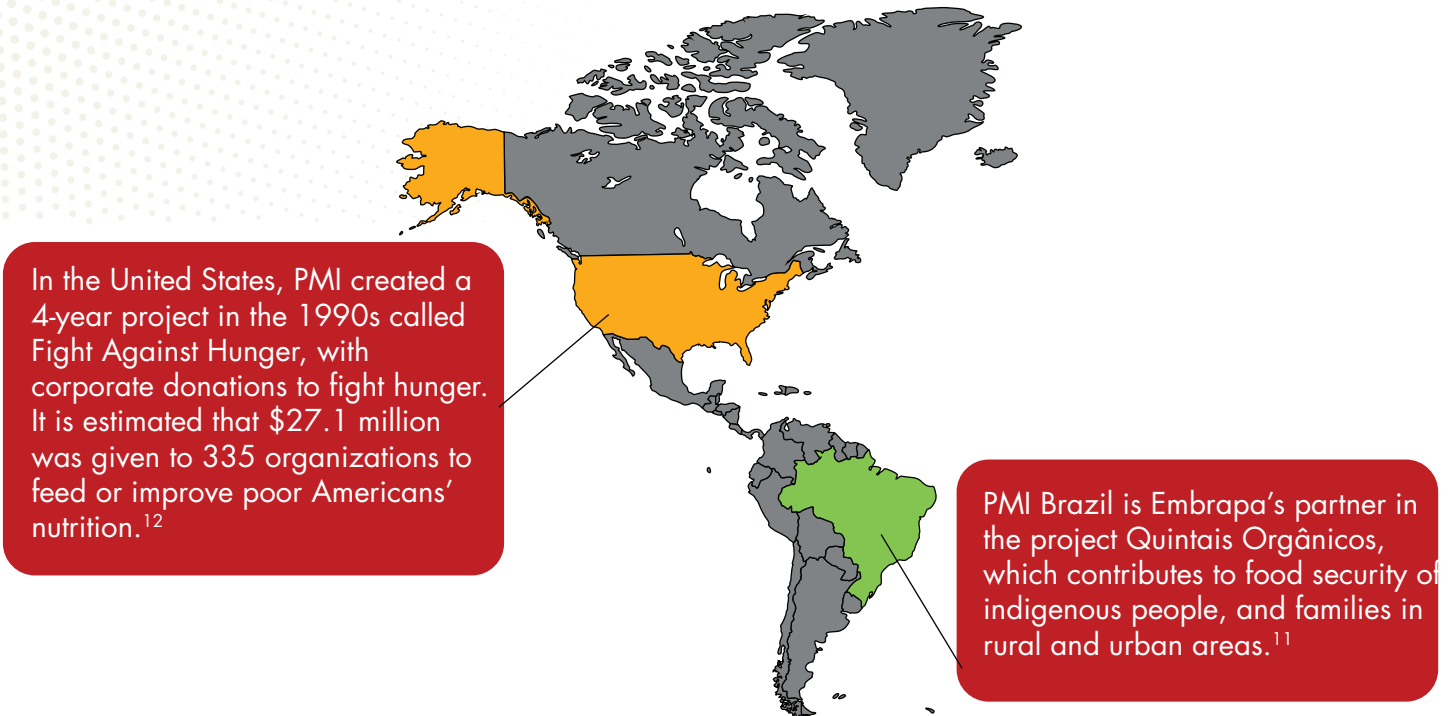 In the United States, PMI created a
4-year project in the 1990s called
Fight Against Hunger, with
corporate donations to fight hunger.
It is estimated that $27.1 million
was given to 335 organizations to
feed or improve poor Americans’
nutrition.12
PMI Brazil is Embrapa’s partner in
the project Quintais Orgânicos,
which contributes to food security of
indigenous people, and families in
rural and urban areas.11